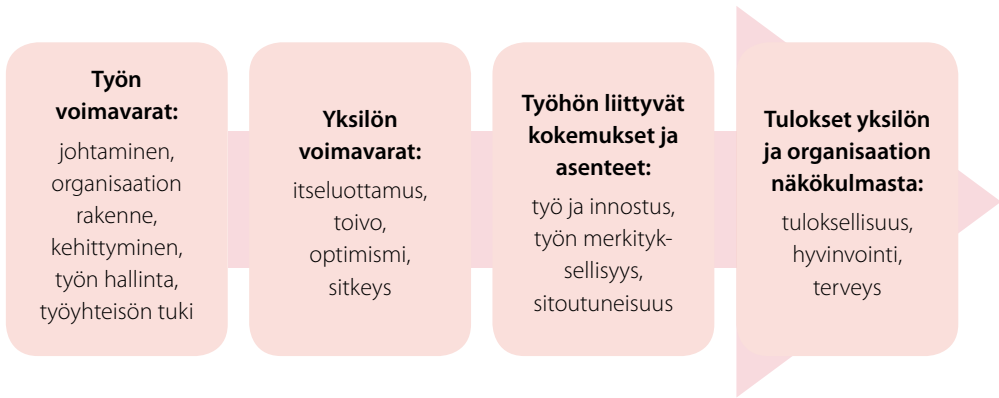 Työn
voimavarat:
johtaminen,
organisaation
rakenne,
kehittyminen,
työn hallinta,
työyhteisön tuki
Yksilön
voimavarat:
itseluottamus,
toivo,
optimismi,
sitkeys
Työhön liittyvät
kokemukset ja
asenteet:
työ ja innostus,
työn merkityk-
sellisyys,
sitoutuneisuus
Tulokset yksilön
ja organisaation
näkökulmasta:
tuloksellisuus,
hyvinvointi,
terveys